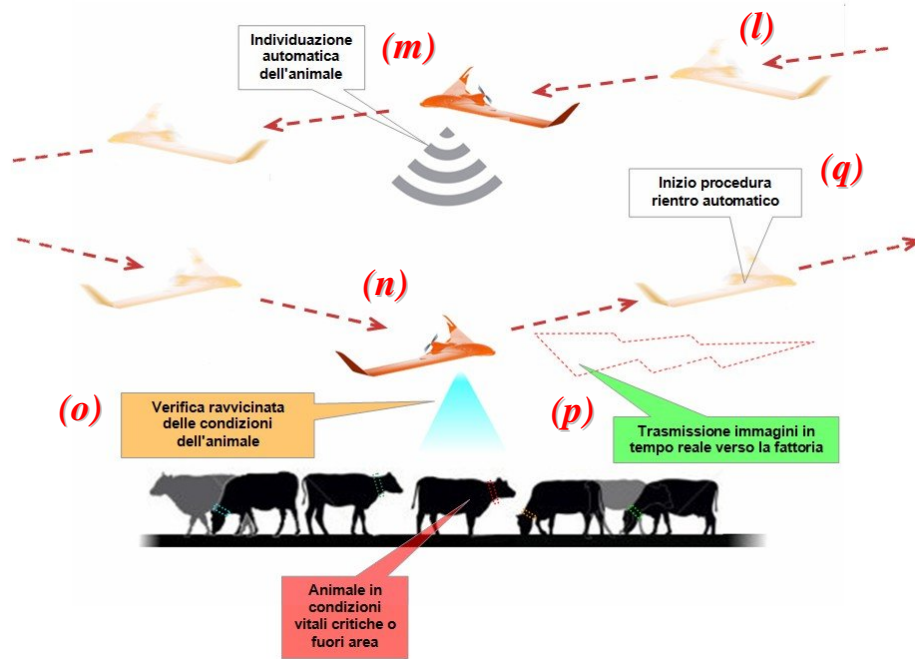 (l)
(m)
Individuazione
automatica
dell'animale
(q)
Inizio procedura
rientro automatico
(n)
(o)
Verifica ravvicinata
delle condizioni
dell'animale
(p)
Trasmissione immagini in
tempo reale verso la fattoria
Animale in
condizioni
vitali critiche o
fuori area